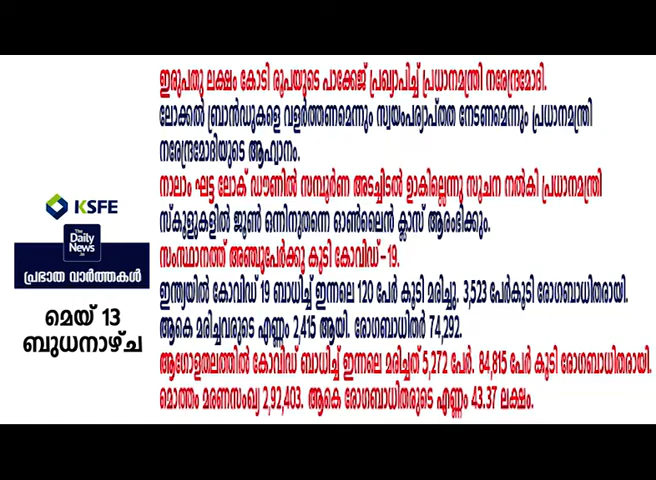 KSFE
The
Daily
News
.in
പ്രഭാത വാർത്തകൾ
മെയ് 13
ബുധനാഴ്ച
ഇരുപതു ലക്ഷം കോടി രൂപയുടെ പാക്കേജ് പ്രഖ്യാപിച്ച് പ്രധാനമന്ത്രി നരേന്ദ്രമോദി.
ലോക്കൽ ബ്രാൻഡുകളെ വളർത്തണമെന്നും സ്വയംപര്യാപ്ത നേടണമെന്നും പ്രധാനമന്ത്രി
നരേന്ദ്രമോദിയുടെ ആഹ്വാനം.
നാലാം ഘട്ട ലോക് ഡൗണിൽ സമ്പൂർണ അടച്ചിടൽ ഉാകില്ലെന്നു സൂചന നൽകി പ്രധാനമന്ത്രി
സ്കൂളുകളിൽ ജൂൺ ഒന്നിനുതന്നെ ഓൺലൈൻ ക്ലാസ് ആരംഭിക്കും.
സംസ്ഥാനത്ത് അഞ്ചുപേർക്കു കൂടി കോവിഡ്-19.
ഇന്ത്യയിൽ കോവിഡ് 19 ബാധിച്ച് ഇന്നലെ 120 പേർ കൂടി മരിച്ചു. 3,523 പേർകൂടി രോഗബാധിതരായി.
ആകെ മരിച്ചവരുടെ എണ്ണം 2,415 ആയി. രോഗബാധിതർ 74,292.
ആഗോളതലത്തിൽ കോവിഡ് ബാധിച്ച് ഇന്നലെ മരിച്ചത് 5,272 പേർ. 84,815 പേർ കൂടി രോഗബാധിതരായി.
മൊത്തം മരണസംഖ്യ 2,92,403. ആകെ രോഗബാധിതരുടെ എണ്ണം 43.37 ലക്ഷം.